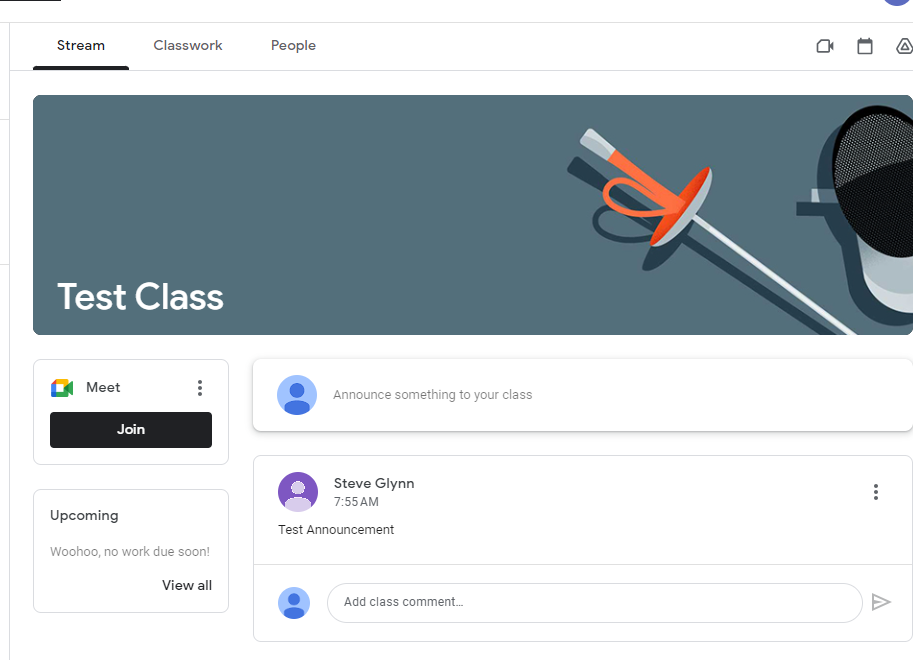 Stream
Classwork
People
Test Class
Meet
Join
Announce something to your class
Steve Glynn
7:55 AM
Test Announcement
Upcoming
Woohoo, no work due soon!
View all
Add class comment…